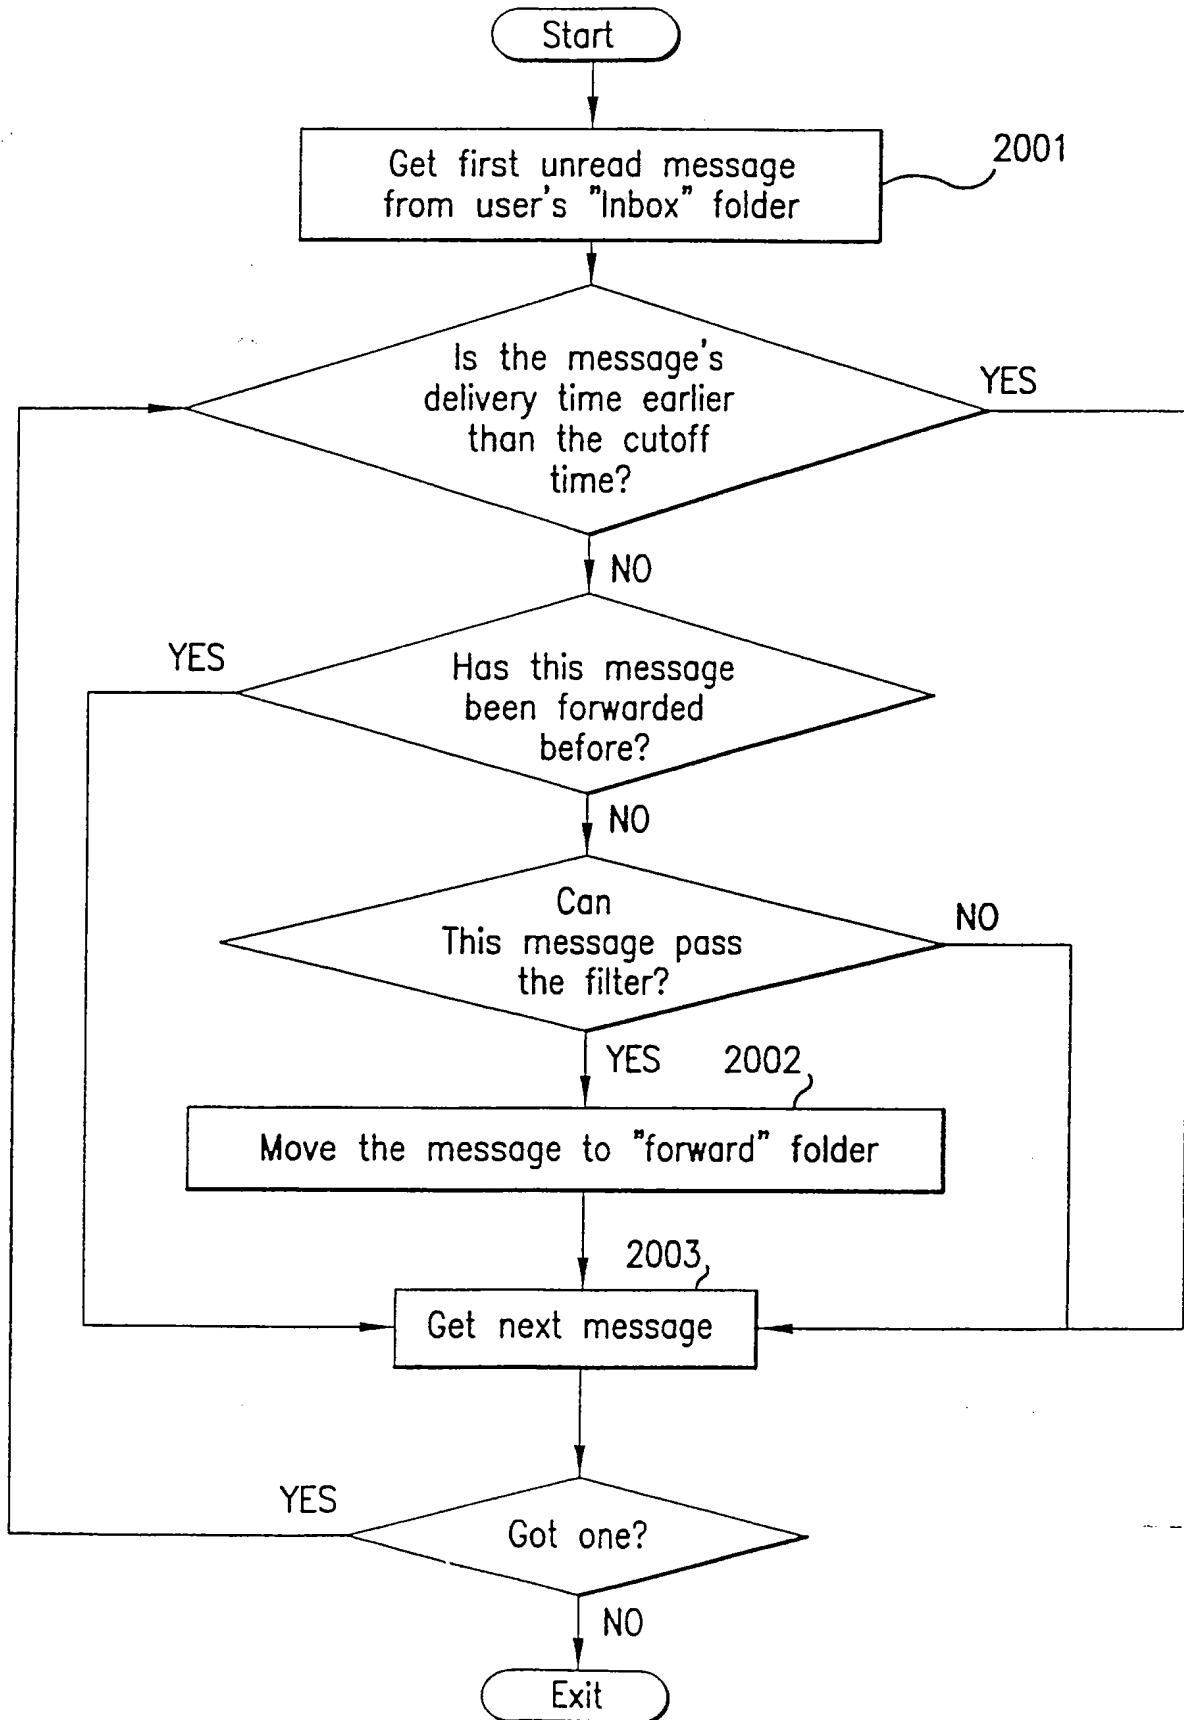 Start
Get first unread message
from user's "Inbox" folder
2001
Is the message's
delivery time earlier
than the cutoff
time?
YES
NO
Has this message
been forwarded
before?
YES
NO
Can
This message pass
the filter?
NO
YES
2002
Move the message to "forward" folder
2003
Get next message
Got one?
YES
NO
Exit